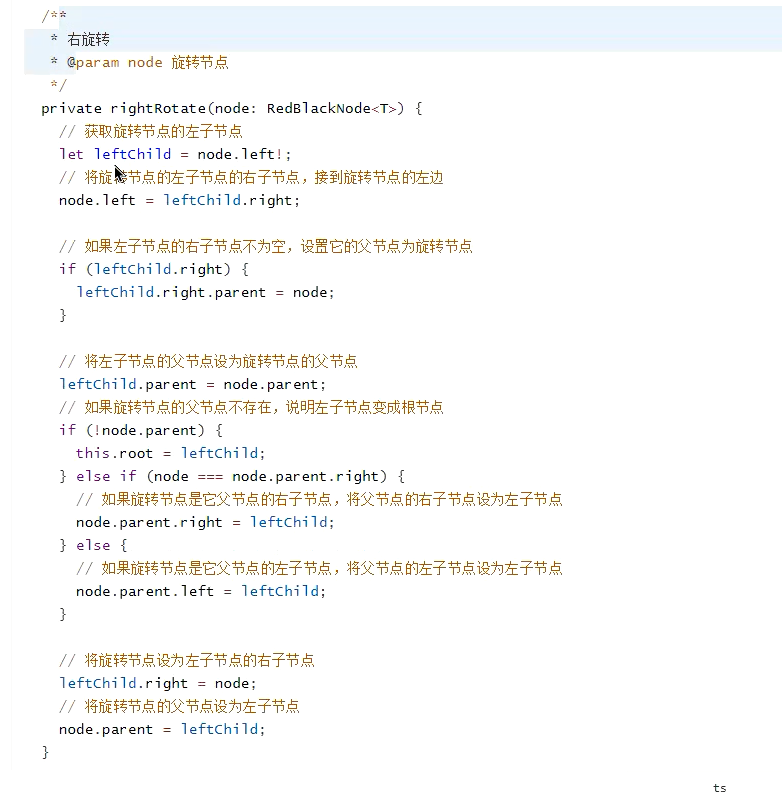 /**
 * 右旋转
 * @param node 旋转节点
 */
private rightRotate(node: RedBlackNode<T>) {
  // 获取旋转节点的左子节点
  let leftChild = node.left!;
  // 将旋转节点的左子节点的右子节点，接到旋转节点的左边
  node.left = leftChild.right;

  // 如果左子节点的右子节点不为空，设置它的父节点为旋转节点
  if (leftChild.right) {
    leftChild.right.parent = node;
  }

  // 将左子节点的父节点设为旋转节点的父节点
  leftChild.parent = node.parent;
  // 如果旋转节点的父节点不存在，说明左子节点变成根节点
  if (!node.parent) {
    this.root = leftChild;
  } else if (node === node.parent.right) {
    // 如果旋转节点是它父节点的右子节点，将父节点的右子节点设为左子节点
    node.parent.right = leftChild;
  } else {
    // 如果旋转节点是它父节点的左子节点，将父节点的左子节点设为左子节点
    node.parent.left = leftChild;
  }

  // 将旋转节点设为左子节点的右子节点
  leftChild.right = node;
  // 将旋转节点的父节点设为左子节点
  node.parent = leftChild;
}
ts